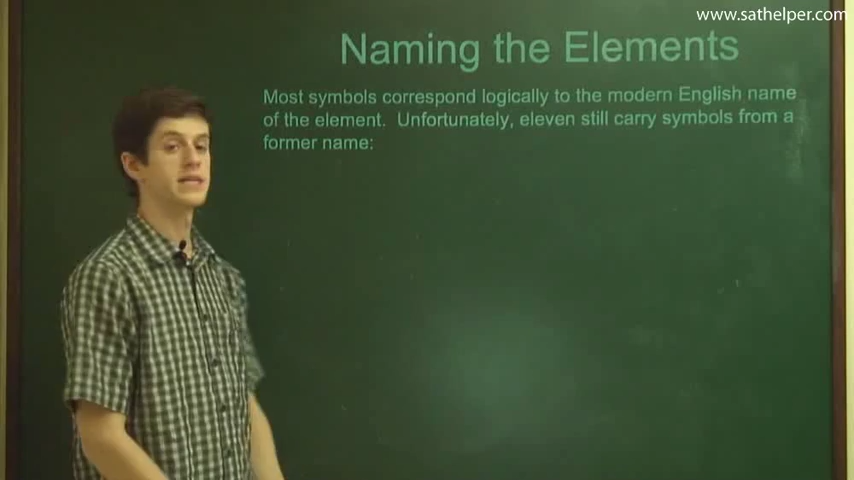 www.sathelper.com
Naming the Elements
Most symbols correspond logically to the modern English name
of the element.  Unfortunately, eleven still carry symbols from a
former name: